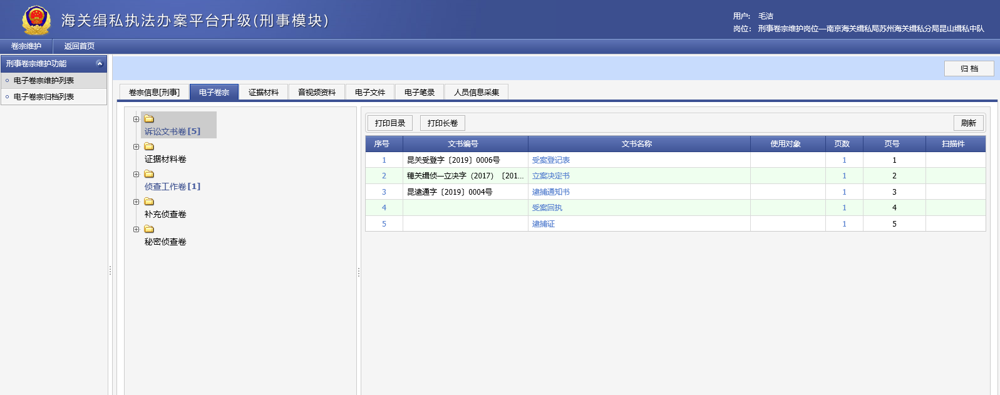 海关缉私执法办案平台升级(刑事模块)
用户: 毛洁
岗位: 刑事卷宗维护岗位—南京海关缉私局苏州海关缉私分局昆山缉私中队
卷宗维护 返回首页
刑事卷宗维护功能
电子卷宗维护列表
电子卷宗归档列表
归 档
卷宗信息[刑事] 电子卷宗 证据材料 音视频资料 电子文件 电子笔录 人员信息采集
诉讼文书卷[5]
证据材料卷
侦查工作卷[1]
补充侦查卷
秘密侦查卷
打印目录 打印长卷 刷新
序号 文书编号 文书名称 使用对象 页数 页号 扫描件
1 昆关受登字〔2019〕0006号 受案登记表 1 1
2 穗关缉侦—立决字（2017）〔201... 立案决定书 1 2
3 昆逮通字〔2019〕0004号 逮捕通知书 1 3
4 受案回执 1 4
5 逮捕证 1 5